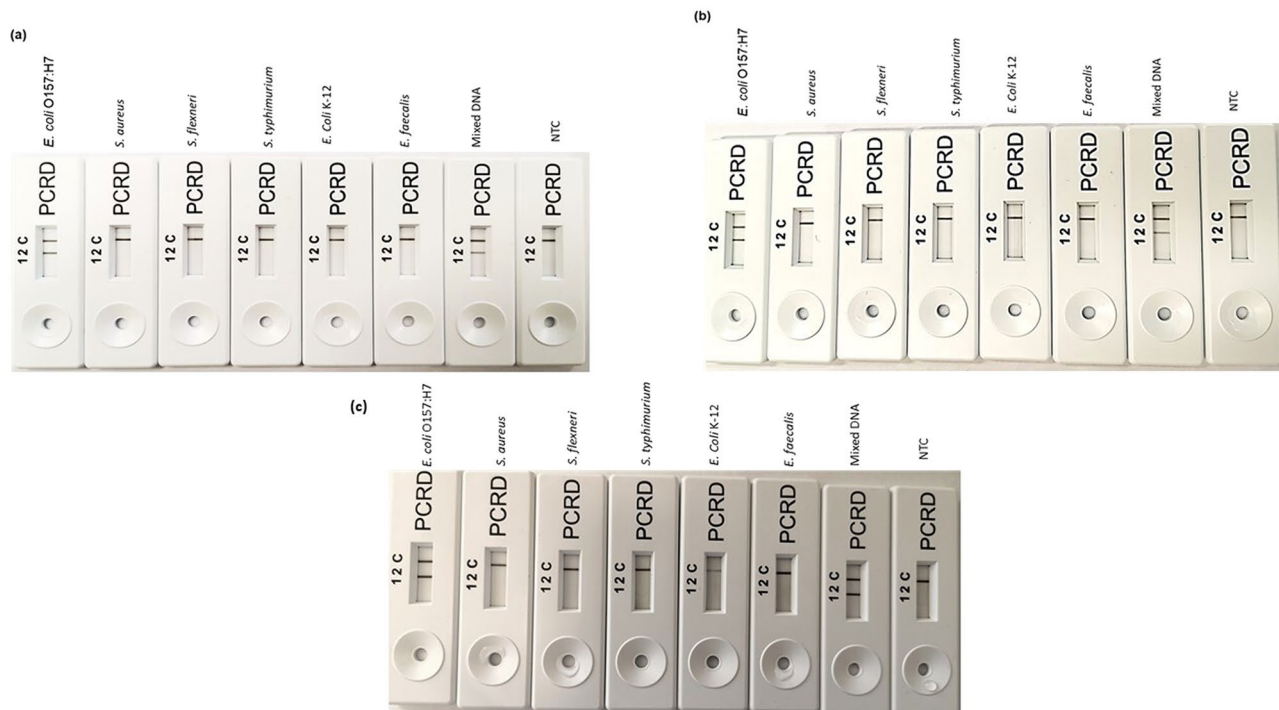 (a)
E. coli O157:H7
S. aureus
S. flexneri
S. typhimurium
E. Coli K-12
E. faecalis
Mixed DNA
NTC
12 C PCRD
12 C PCRD
12 C PCRD
12 C PCRD
12 C PCRD
12 C PCRD
12 C PCRD
12 C PCRD
(b)
E. coli O157:H7
S. aureus
S. flexneri
S. typhimurium
E. Coli K-12
E. faecalis
Mixed DNA
NTC
12 C PCRD
12 C PCRD
12 C PCRD
12 C PCRD
12 C PCRD
12 C PCRD
12 C PCRD
12 C PCRD
(c)
E. coli O157:H7
S. aureus
S. flexneri
S. typhimurium
E. Coli K-12
E. faecalis
Mixed DNA
NTC
12 C PCRD
12 C PCRD
12 C PCRD
12 C PCRD
12 C PCRD
12 C PCRD
12 C PCRD
12 C PCRD